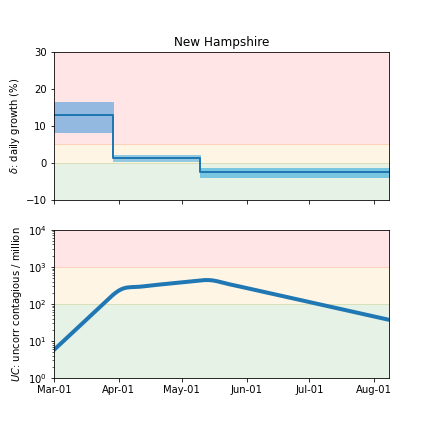 New Hampshire
30
20
10
0
−10
δ: daily growth (%)
10⁴
10³
10²
10¹
10⁰
UC: uncorr contagious / million
Mar-01 Apr-01 May-01 Jun-01 Jul-01 Aug-01